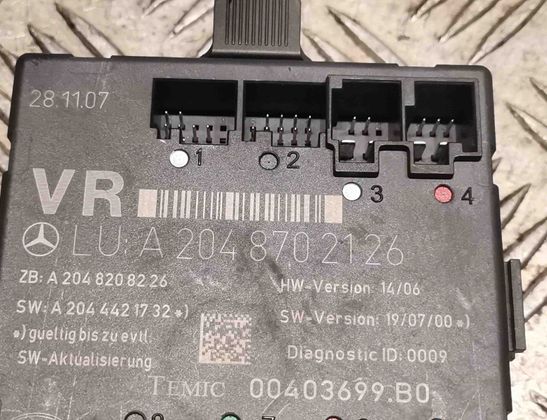 28.11.07
1 2 3 4
VR
LU: A 204 870 21 26
ZB: A 204 820 82 26
HW-Version: 14/06
SW: A 204 442 17 32 *)
SW-Version: 19/07/00 *)
*) gueltig bis zu evtl.
SW-Aktualisierung
Diagnostic ID: 0009
TEMIC 00403699.B0